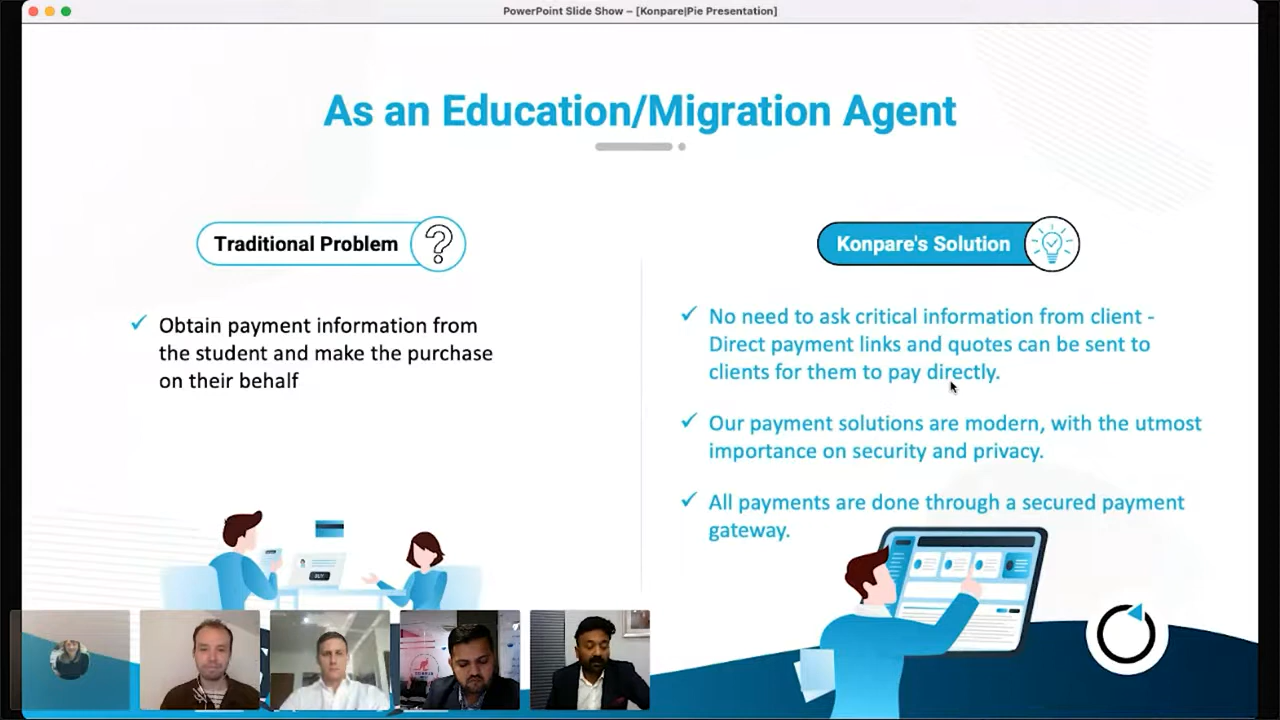 PowerPoint Slide Show – [Konpare|Pie Presentation]
As an Education/Migration Agent
Traditional Problem
Obtain payment information from
the student and make the purchase
on their behalf
Konpare's Solution
No need to ask critical information from client -
Direct payment links and quotes can be sent to
clients for them to pay directly.
Our payment solutions are modern, with the utmost
importance on security and privacy.
All payments are done through a secured payment
gateway.
BUY